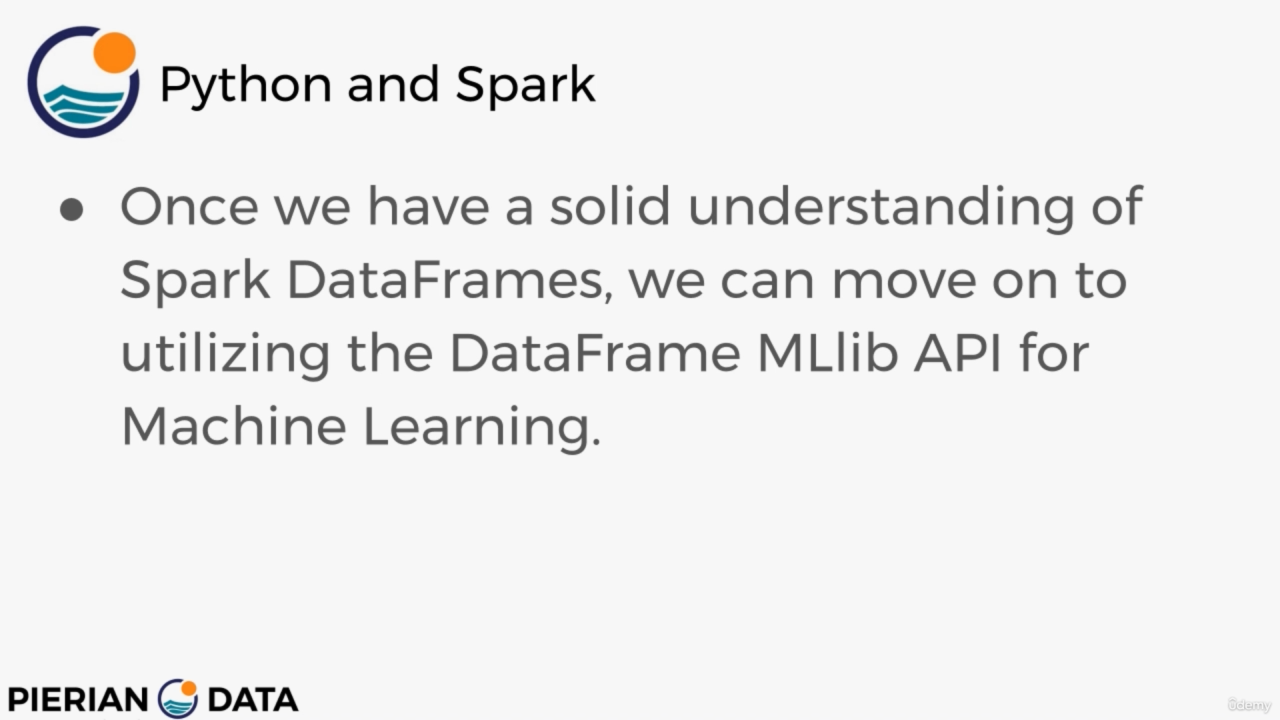 Python and Spark
● Once we have a solid understanding of
Spark DataFrames, we can move on to
utilizing the DataFrame MLlib API for
Machine Learning.
PIERIAN DATA
ûdemy